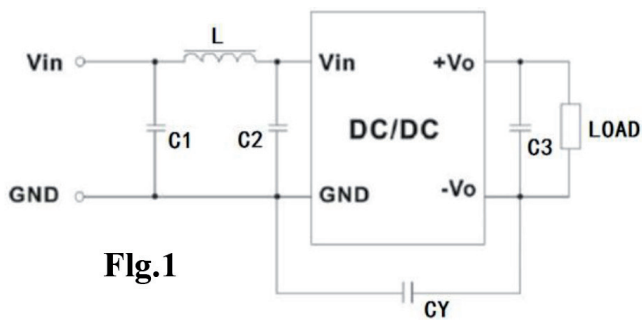 L
Vin
Vin
+Vo
C1
C2
DC/DC
C3
LOAD
GND
GND
-Vo
Flg.1
CY